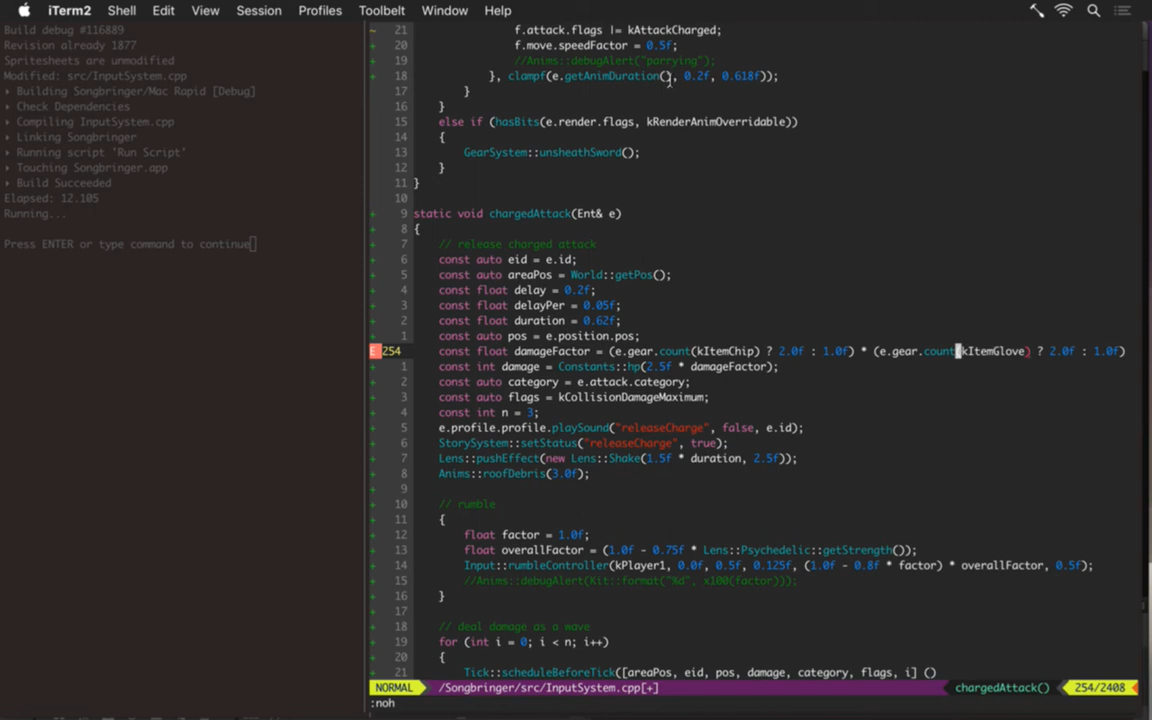 iTerm2 Shell Edit View Session Profiles Toolbelt Window Help
Build debug #116889
Revision already 1877
Spritesheets are unmodified
Modified: src/InputSystem.cpp
▸ Building Songbringer/Mac Rapid [Debug]
▸ Check Dependencies
▸ Compiling InputSystem.cpp
▸ Linking Songbringer
▸ Running script 'Run Script'
▸ Touching Songbringer.app
▸ Build Succeeded
Elapsed: 12.105
Running...
Press ENTER or type command to continue
~ 21 f.attack.flags |= kAttackCharged;
+ 20 f.move.speedFactor = 0.5f;
+ 19 //Anims::debugAlert("parrying");
+ 18 }, clampf(e.getAnimDuration(), 0.2f, 0.618f));
+ 17 }
+ 16 }
+ 15 else if (hasBits(e.render.flags, kRenderAnimOverridable))
+ 14 {
+ 13 GearSystem::unsheathSword();
+ 12 }
+ 11 }
10
+ 9 static void chargedAttack(Ent& e)
+ 8 {
+ 7 // release charged attack
+ 6 const auto eid = e.id;
+ 5 const auto areaPos = World::getPos();
+ 4 const float delay = 0.2f;
+ 3 const float delayPer = 0.05f;
+ 2 const float duration = 0.62f;
+ 1 const auto pos = e.position.pos;
E 254 const float damageFactor = (e.gear.count(kItemChip) ? 2.0f : 1.0f) * (e.gear.count(kItemGlove) ? 2.0f : 1.0f)
+ 1 const int damage = Constants::hp(2.5f * damageFactor);
+ 2 const auto category = e.attack.category;
+ 3 const auto flags = kCollisionDamageMaximum;
+ 4 const int n = 3;
+ 5 e.profile.profile.playSound("releaseCharge", false, e.id);
+ 6 StorySystem::setStatus("releaseCharge", true);
+ 7 Lens::pushEffect(new Lens::Shake(1.5f * duration, 2.5f));
+ 8 Anims::roofDebris(3.0f);
+ 9
+ 10 // rumble
+ 11 {
+ 12 float factor = 1.0f;
+ 13 float overallFactor = (1.0f - 0.75f * Lens::Psychedelic::getStrength());
+ 14 Input::rumbleController(kPlayer1, 0.0f, 0.5f, 0.125f, (1.0f - 0.8f * factor) * overallFactor, 0.5f);
+ 15 //Anims::debugAlert(Kit::format("%d", x100(factor)));
+ 16 }
+ 17
+ 18 // deal damage as a wave
+ 19 for (int i = 0; i < n; i++)
+ 20 {
+ 21 Tick::scheduleBeforeTick([areaPos, eid, pos, damage, category, flags, i] ()
NORMAL /Songbringer/src/InputSystem.cpp[+] chargedAttack() 254/2408
:noh